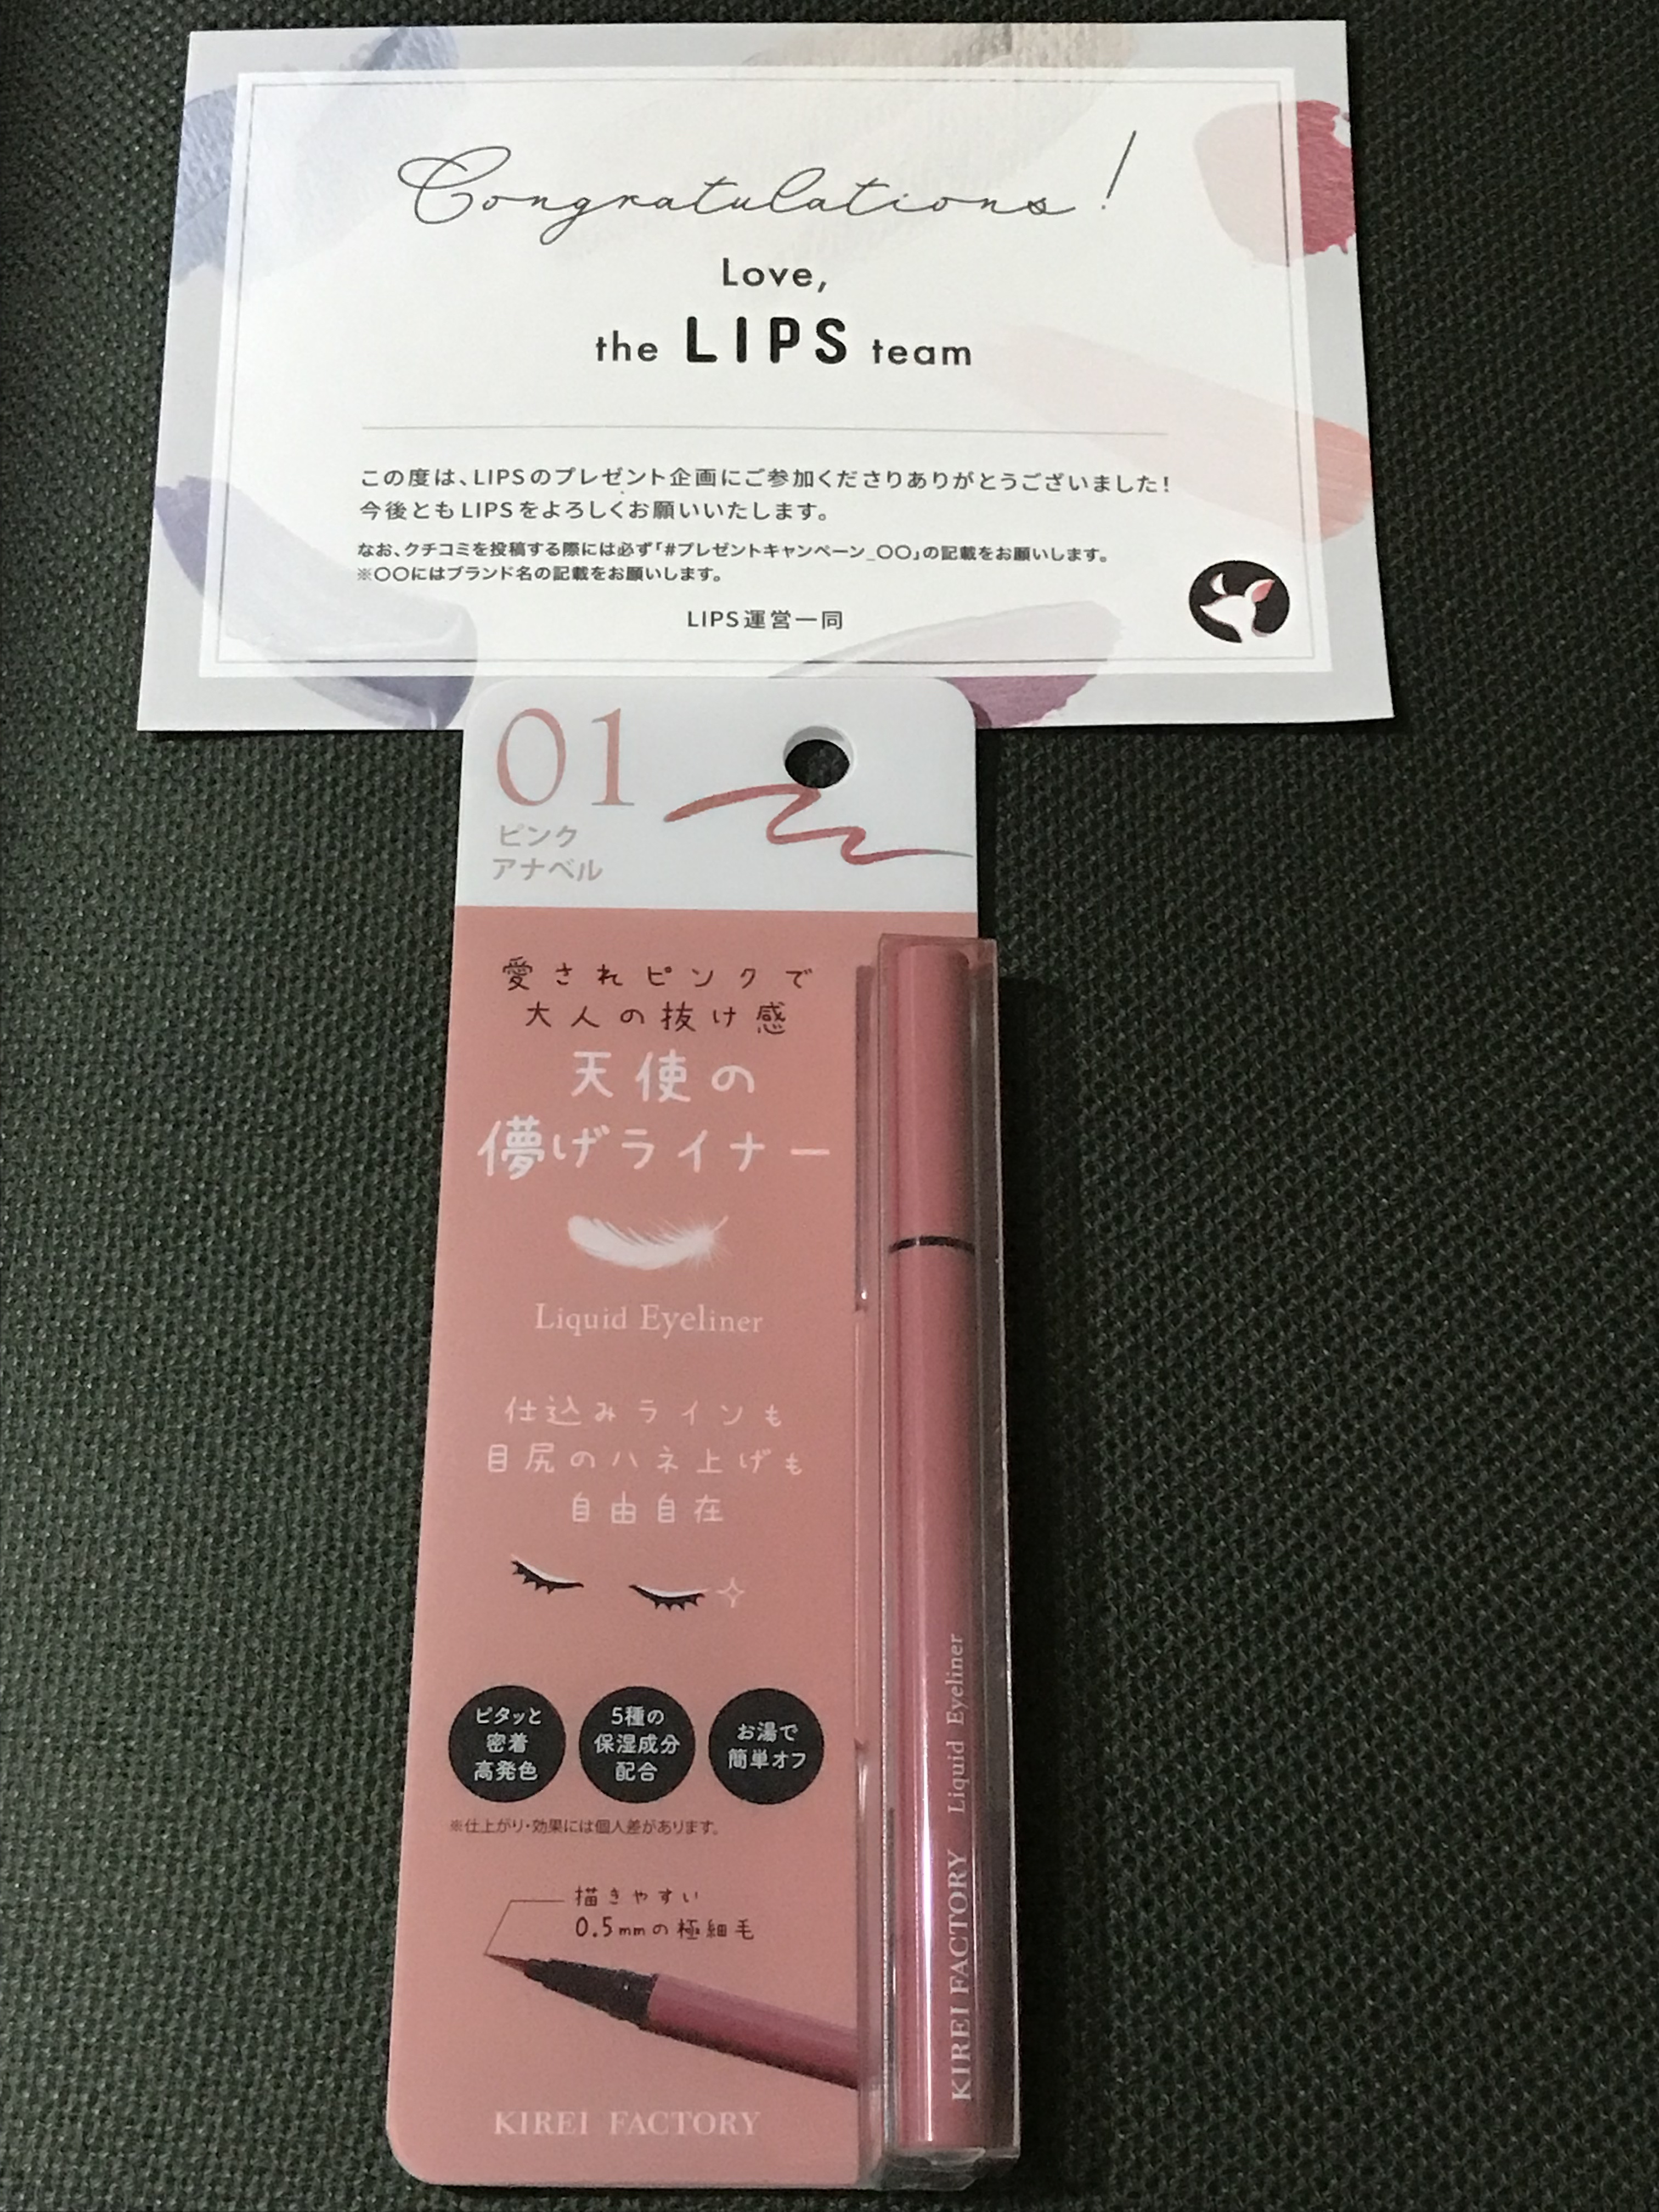 Congratulations!
Love,
the LIPS team
この度は、LIPSのプレゼント企画にご参加くださりありがとうございました!
今後ともLIPSをよろしくお願いいたします。
なお、クチコミを投稿する際には必ず「#プレゼントキャンペーン_〇〇」の記載をお願いします。
※〇〇にはブランド名の記載をお願いします。
LIPS運営一同
01
ピンク
アナベル
愛されピンクで
大人の抜け感
天使の
儚げライナー
Liquid Eyeliner
仕込みラインも
目尻のハネ上げも
自由自在
ピタッと
密着
高発色
5種の
保湿成分
配合
お湯で
簡単オフ
※仕上がり・効果には個人差があります。
描きやすい
0.5mmの極細毛
KIREI FACTORY
KIREI FACTORY Liquid Eyeliner